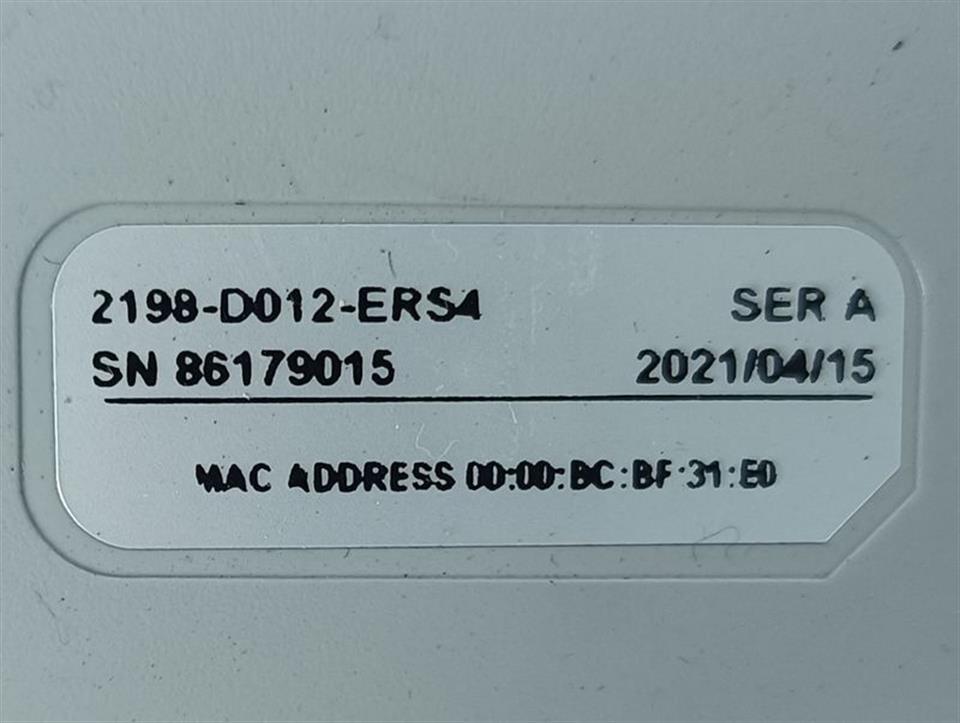 2198-D012-ERS4 SER A
SN 86179015 2021/04/15
MAC ADDRESS 00:00:BC:BF:31:E0